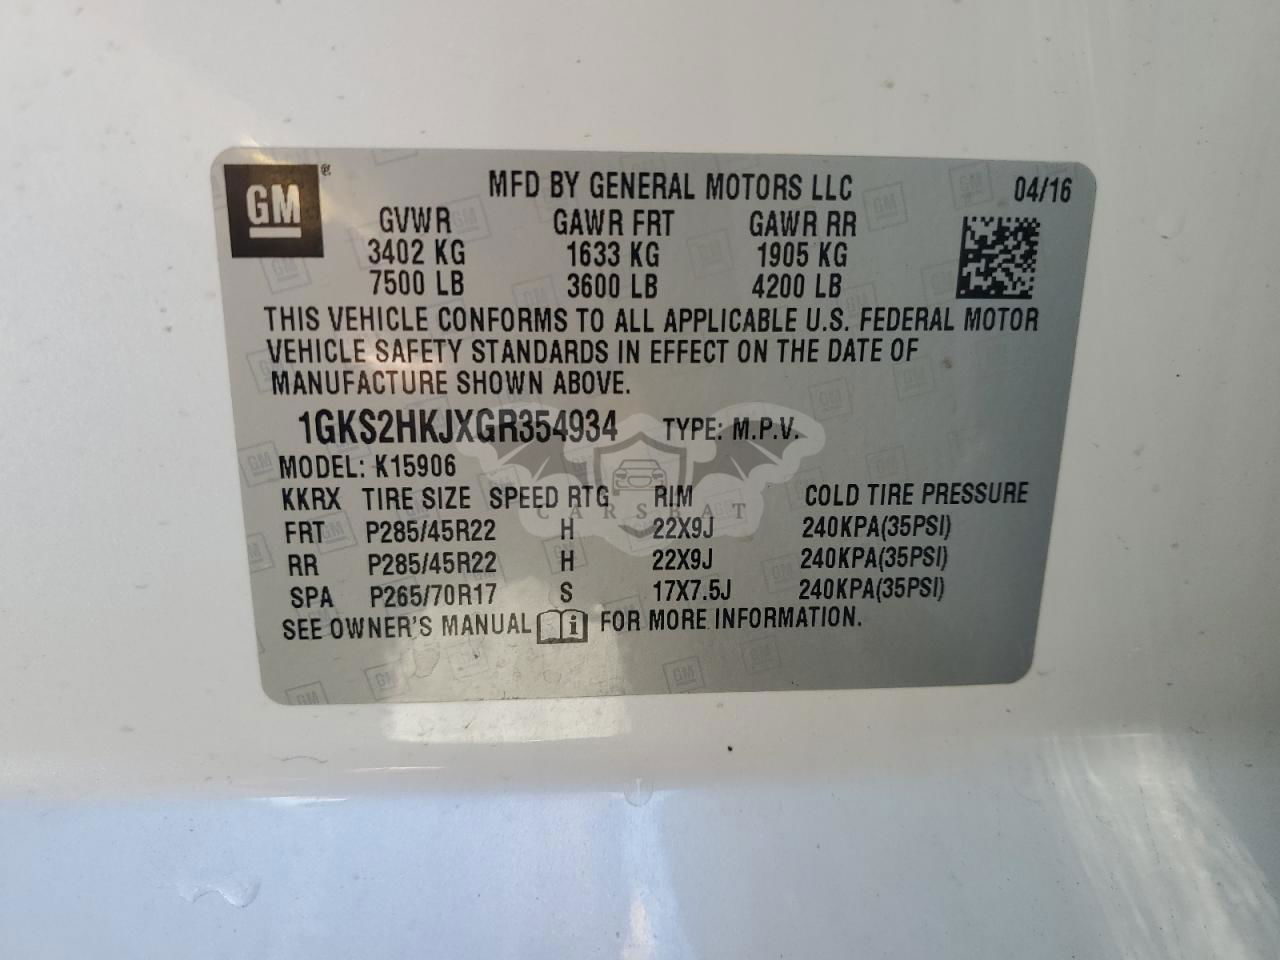 GM®
MFD BY GENERAL MOTORS LLC 04/16
GVWR GAWR FRT GAWR RR
3402 KG 1633 KG 1905 KG
7500 LB 3600 LB 4200 LB
THIS VEHICLE CONFORMS TO ALL APPLICABLE U.S. FEDERAL MOTOR
VEHICLE SAFETY STANDARDS IN EFFECT ON THE DATE OF
MANUFACTURE SHOWN ABOVE.
1GKS2HKJXGR354934 TYPE: M.P.V.
MODEL: K15906
KKRX TIRE SIZE SPEED RTG RIM COLD TIRE PRESSURE
CARSBAT
FRT P285/45R22 H 22X9J 240KPA(35PSI)
RR P285/45R22 H 22X9J 240KPA(35PSI)
SPA P265/70R17 S 17X7.5J 240KPA(35PSI)
SEE OWNER'S MANUAL i FOR MORE INFORMATION.